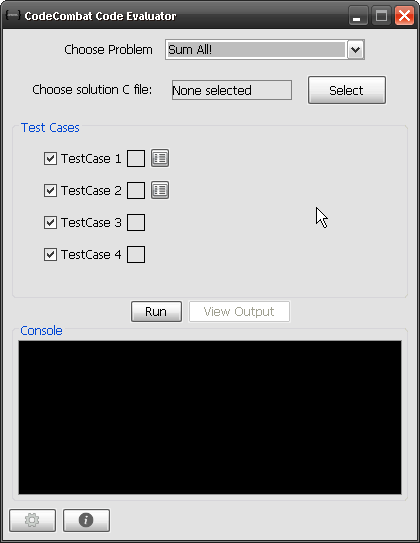 CodeCombat Code Evaluator
Choose Problem Sum All!
Choose solution C file: None selected Select
Test Cases
TestCase 1
TestCase 2
TestCase 3
TestCase 4
Run View Output
Console